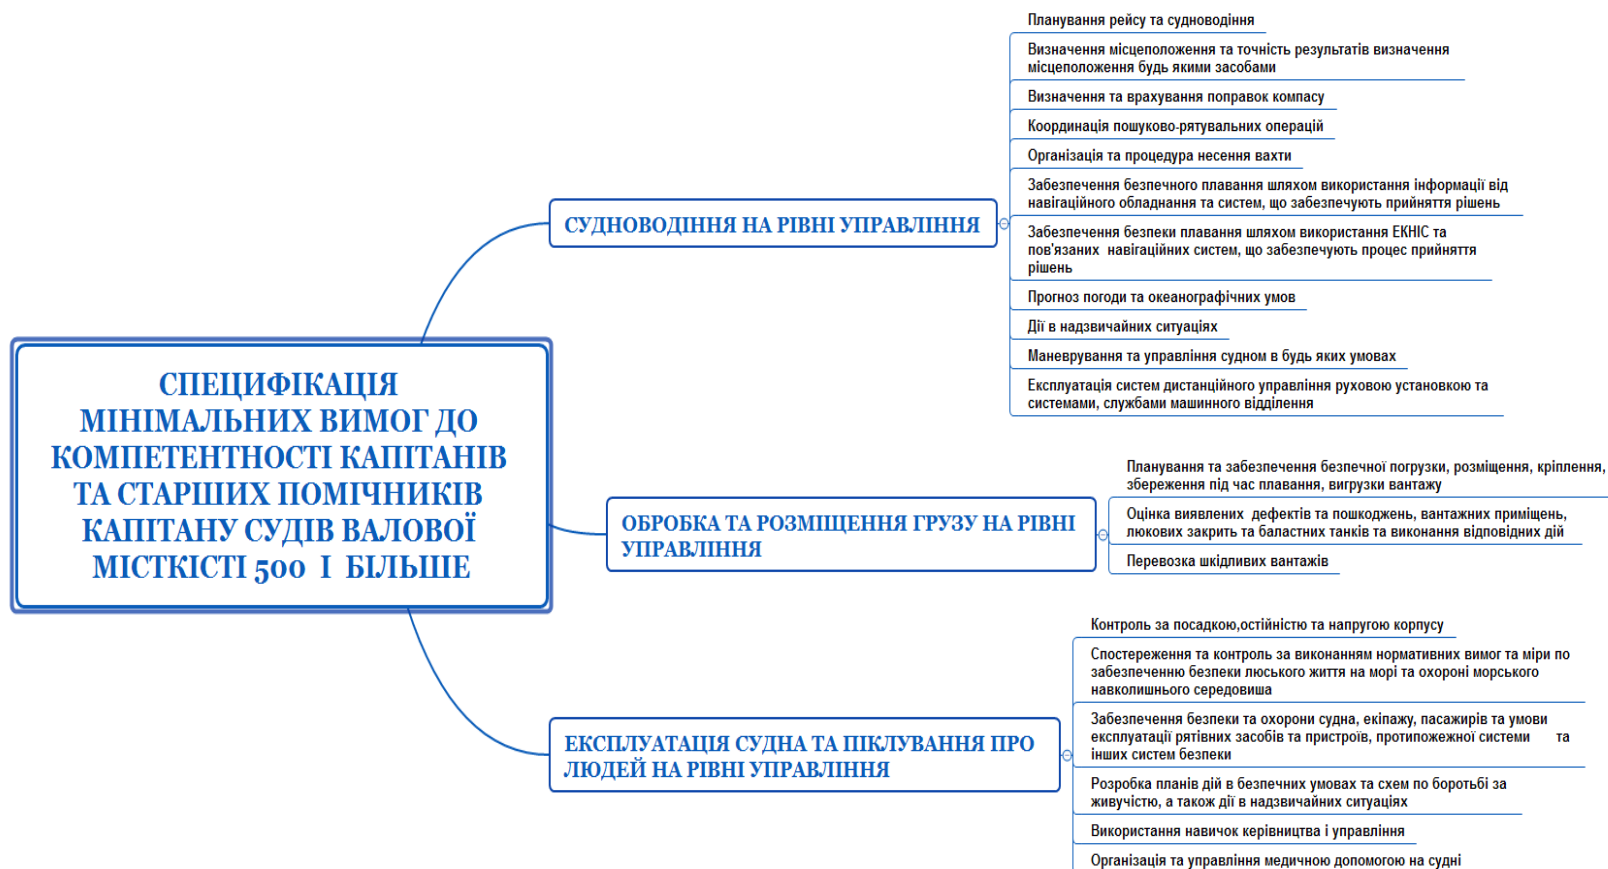 СПЕЦИФІКАЦІЯ
МІНІМАЛЬНИХ ВИМОГ ДО
КОМПЕТЕНТНОСТІ КАПІТАНІВ
ТА СТАРШИХ ПОМІЧНИКІВ
КАПІТАНУ СУДІВ ВАЛОВОЇ
МІСТКІСТІ 500 І БІЛЬШЕ
СУДНОВОДІННЯ НА РІВНІ УПРАВЛІННЯ
Планування рейсу та судноводіння
Визначення місцеположення та точність результатів визначення
місцеположення будь якими засобами
Визначення та врахування поправок компасу
Координація пошуково-рятувальних операцій
Організація та процедура несення вахти
Забезпечення безпечного плавання шляхом використання інформації від
навігаційного обладнання та систем, що забезпечують прийняття рішень
Забезпечення безпеки плавання шляхом використання ЕКНІС та
пов'язаних навігаційних систем, що забезпечують процес прийняття
рішень
Прогноз погоди та океанографічних умов
Дії в надзвичайних ситуаціях
Маневрування та управління судном в будь яких умовах
Експлуатація систем дистанційного управління руховою установкою та
системами, службами машинного відділення
ОБРОБКА ТА РОЗМІЩЕННЯ ГРУЗУ НА РІВНІ
УПРАВЛІННЯ
Планування та забезпечення безпечної погрузки, розміщення, кріплення,
збереження під час плавання, вигрузки вантажу
Оцінка виявлених дефектів та пошкоджень, вантажних приміщень,
люкових закрить та баластних танків та виконання відповідних дій
Перевозка шкідливих вантажів
ЕКСПЛУАТАЦІЯ СУДНА ТА ПІКЛУВАННЯ ПРО
ЛЮДЕЙ НА РІВНІ УПРАВЛІННЯ
Контроль за посадкою,остійністю та напругою корпусу
Спостереження та контроль за виконанням нормативних вимог та міри по
забезпеченню безпеки люського життя на морі та охороні морського
навколишнього середовиша
Забезпечення безпеки та охорони судна, екіпажу, пасажирів та умови
експлуатації рятівних засобів та пристроїв, протипожежної системи та
інших систем безпеки
Розробка планів дій в безпечних умовах та схем по боротьбі за
живучістю, а також дії в надзвичайних ситуаціях
Використання навичок керівництва і управління
Організація та управління медичною допомогою на судні